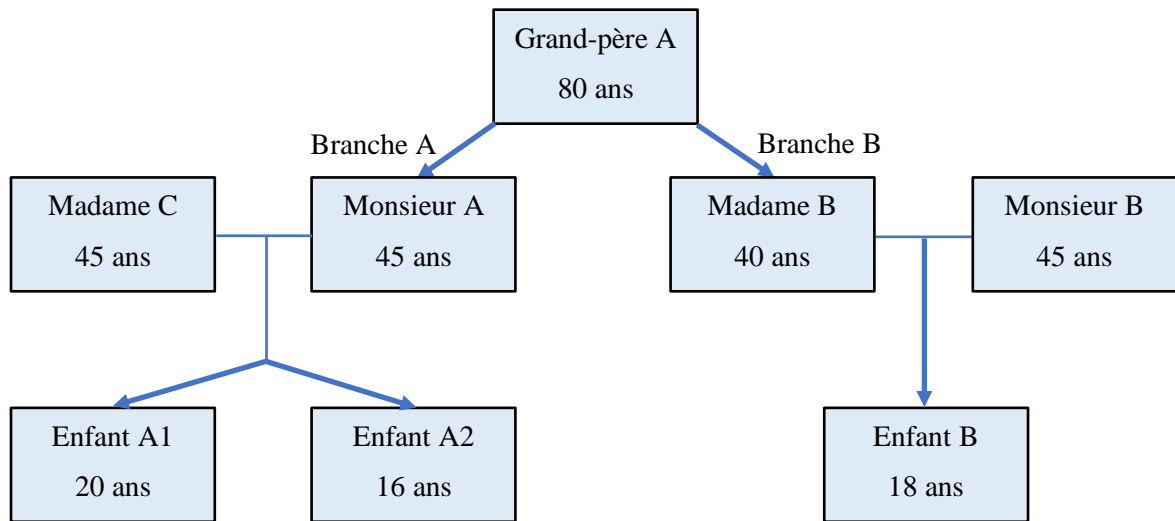 Grand-père A
80 ans
Branche A
Branche B
Madame C
45 ans
Monsieur A
45 ans
Madame B
40 ans
Monsieur B
45 ans
Enfant A1
20 ans
Enfant A2
16 ans
Enfant B
18 ans